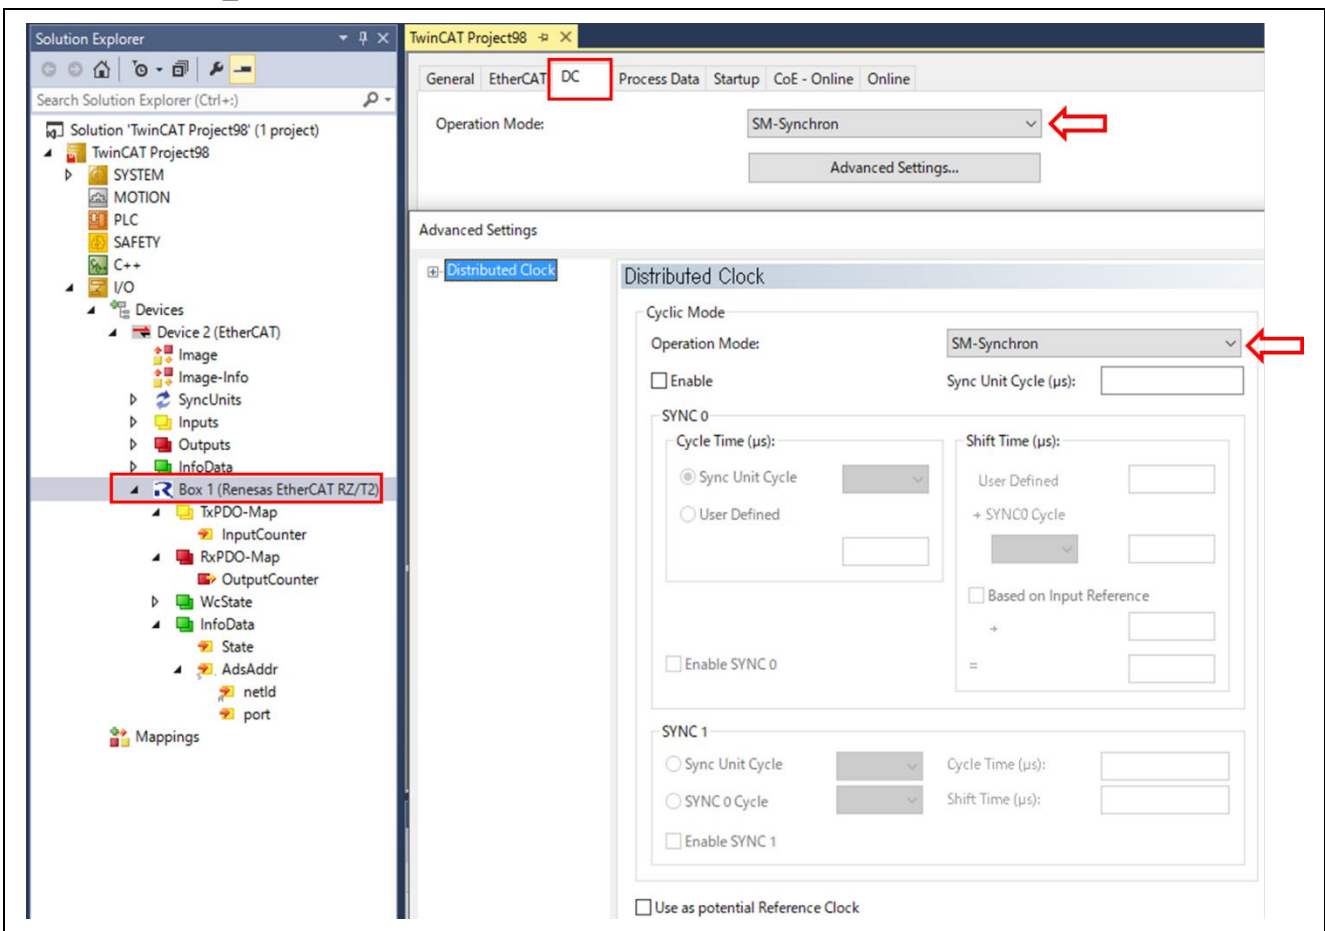 Solution Explorer
Search Solution Explorer (Ctrl+:)
Solution 'TwinCAT Project98' (1 project)
TwinCAT Project98
SYSTEM
MOTION
PLC
SAFETY
C++
I/O
Devices
Device 2 (EtherCAT)
Image
Image-Info
SyncUnits
Inputs
Outputs
InfoData
Box 1 (Renesas EtherCAT RZ/T2)
TxPDO-Map
InputCounter
RxPDO-Map
OutputCounter
WcState
InfoData
State
AdsAddr
netId
port
Mappings
TwinCAT Project98
General EtherCAT DC Process Data Startup CoE - Online Online
Operation Mode: SM-Synchron
Advanced Settings...
Advanced Settings
Distributed Clock
Distributed Clock
Cyclic Mode
Operation Mode: SM-Synchron
Enable Sync Unit Cycle (µs):
SYNC 0
Cycle Time (µs): Shift Time (µs):
Sync Unit Cycle User Defined
User Defined + SYNC0 Cycle
Based on Input Reference
+
Enable SYNC 0 =
SYNC 1
Sync Unit Cycle Cycle Time (µs):
SYNC 0 Cycle Shift Time (µs):
Enable SYNC 1
Use as potential Reference Clock